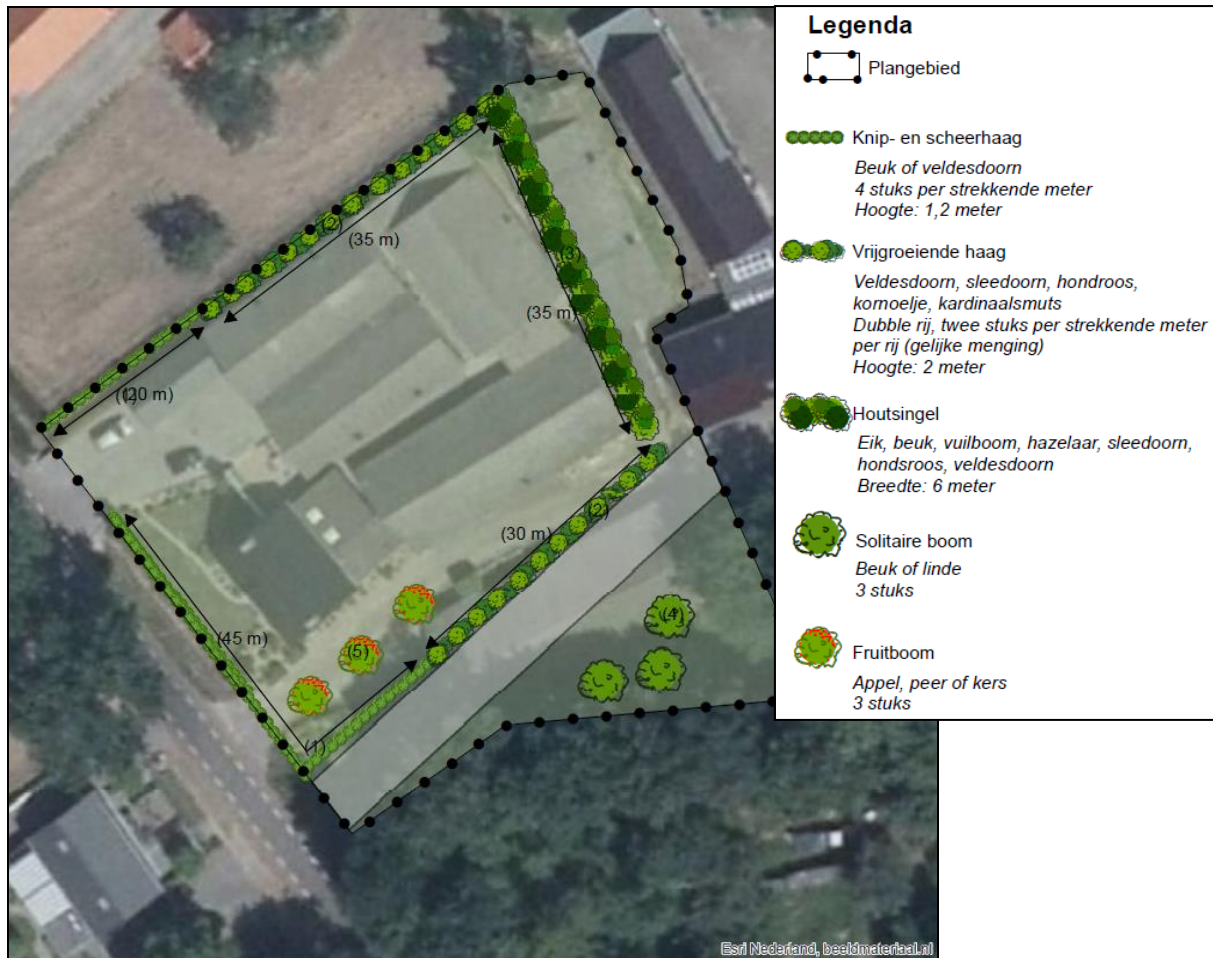 Legenda
Plangebied
Knip- en scheerhaag
Beuk of veldesdoorn
4 stuks per strekkende meter
Hoogte: 1,2 meter
Vrijgroeiende haag
Veldesdoorn, sleedoorn, hondroos,
kornoelje, kardinaalsmuts
Dubble rij, twee stuks per strekkende meter
per rij (gelijke menging)
Hoogte: 2 meter
Houtsingel
Eik, beuk, vuilboom, hazelaar, sleedoorn,
hondsroos, veldesdoorn
Breedte: 6 meter
Solitaire boom
Beuk of linde
3 stuks
Fruitboom
Appel, peer of kers
3 stuks
(2)
(35 m)
(3)
(35 m)
(1)
(20 m)
(2)
(30 m)
(4)
(45 m)
(5)
(1)
Esri Nederland, beeldmateriaal.nl